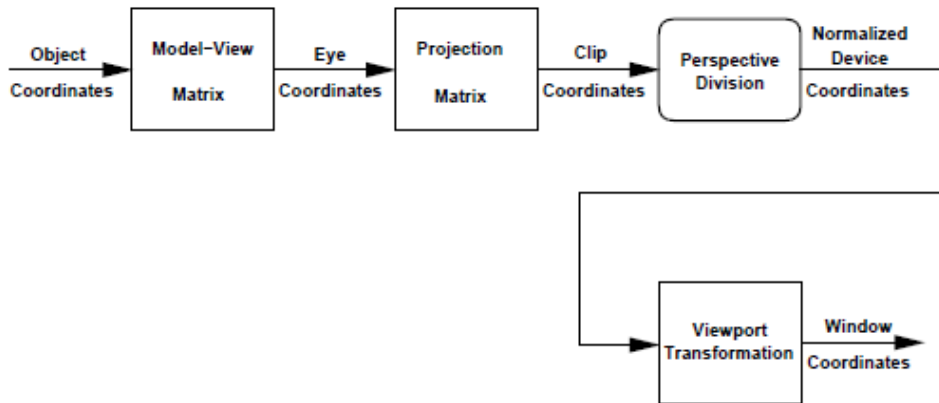 Object
Coordinates
Model-View
Matrix
Eye
Coordinates
Projection
Matrix
Clip
Coordinates
Perspective
Division
Normalized
Device
Coordinates
Viewport
Transformation
Window
Coordinates